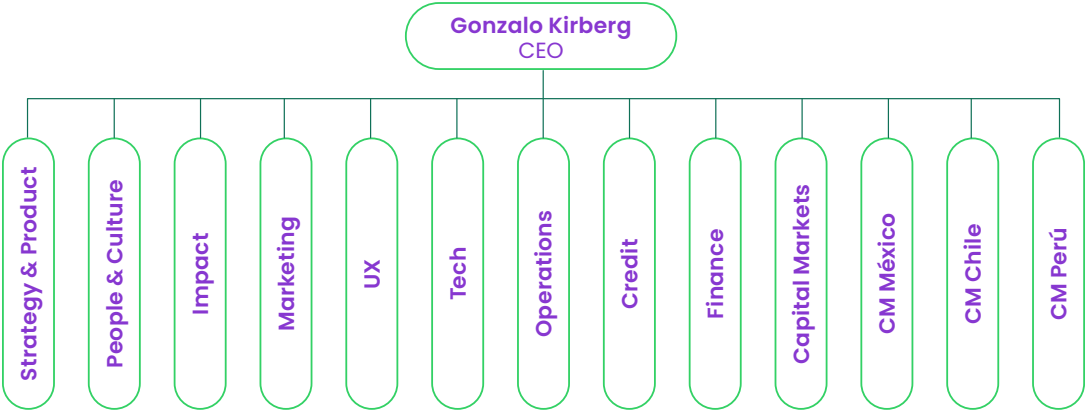 Gonzalo Kirberg
CEO
Strategy & Product
People & Culture
Impact
Marketing
UX
Tech
Operations
Credit
Finance
Capital Markets
CM México
CM Chile
CM Perú